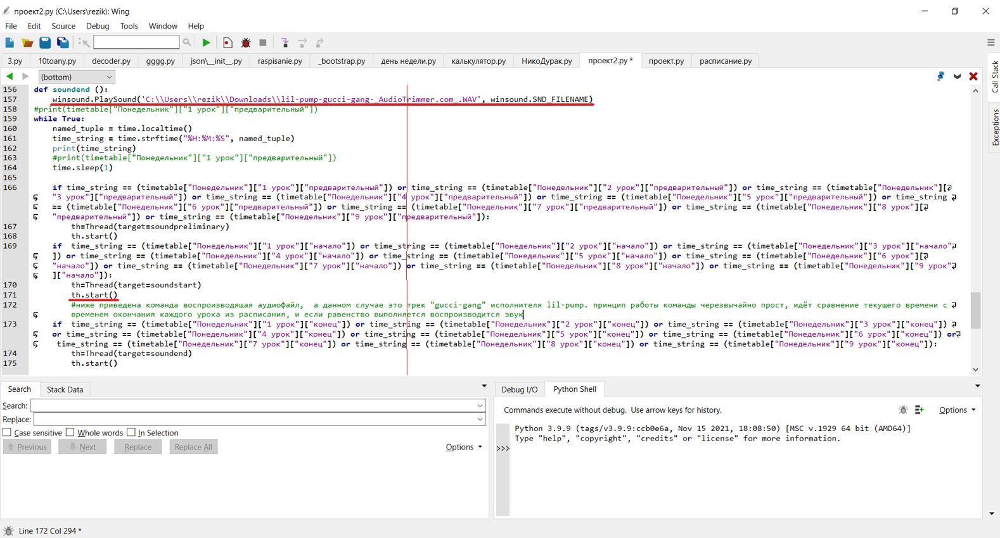 проект2.py (C:\Users\rezik): Wing
File Edit Source Debug Tools Window Help
3.py 10toany.py decoder.py gggg.py json\__init__.py raspisanie.py _bootstrap.py день недели.py калькулятор.py НикоДурак.py проект2.py * проект.py расписание.py
(bottom)
Call Stack
Exceptions
156 def soundend ():
157 winsound.PlaySound('C:\\Users\\rezik\\Downloads\\lil-pump-gucci-gang-_AudioTrimmer.com_.WAV', winsound.SND_FILENAME)
158 #print(timetable["Понедельник"]["1 урок"]["предварительный"])
159 while True:
160 named_tuple = time.localtime()
161 time_string = time.strftime("%H:%M:%S", named_tuple)
162 print(time_string)
163 #print(timetable["Понедельник"]["1 урок"]["предварительный"])
164 time.sleep(1)
165
166 if time_string == (timetable["Понедельник"]["1 урок"]["предварительный"]) or time_string == (timetable["Понедельник"]["2 урок"]["предварительный"]) or time_string == (timetable["Понедельник"][
"3 урок"]["предварительный"]) or time_string == (timetable["Понедельник"]["4 урок"]["предварительный"]) or time_string == (timetable["Понедельник"]["5 урок"]["предварительный"]) or time_string
== (timetable["Понедельник"]["6 урок"]["предварительный"]) or time_string == (timetable["Понедельник"]["7 урок"]["предварительный"]) or time_string == (timetable["Понедельник"]["8 урок"][
"предварительный"]) or time_string == (timetable["Понедельник"]["9 урок"]["предварительный"]):
167 th=Thread(target=soundpreliminary)
168 th.start()
169 if time_string == (timetable["Понедельник"]["1 урок"]["начало"]) or time_string == (timetable["Понедельник"]["2 урок"]["начало"]) or time_string == (timetable["Понедельник"]["3 урок"]["начало"
]) or time_string == (timetable["Понедельник"]["4 урок"]["начало"]) or time_string == (timetable["Понедельник"]["5 урок"]["начало"]) or time_string == (timetable["Понедельник"]["6 урок"][
"начало"]) or time_string == (timetable["Понедельник"]["7 урок"]["начало"]) or time_string == (timetable["Понедельник"]["8 урок"]["начало"]) or time_string == (timetable["Понедельник"]["9 урок"
]["начало"]):
170 th=Thread(target=soundstart)
171 th.start()
172 #ниже приведена команда воспроизводящая аудиофайл, а данном случае это трек "gucci-gang" исполнителя lil-pump. принцип работы команды черезвычайно прост, идёт сравнение текущего времени с
временем окончания каждого урока из расписания, и если равенство выполняется воспроизводится звук
173 if time_string == (timetable["Понедельник"]["1 урок"]["конец"]) or time_string == (timetable["Понедельник"]["2 урок"]["конец"]) or time_string == (timetable["Понедельник"]["3 урок"]["конец"])
or time_string == (timetable["Понедельник"]["4 урок"]["конец"]) or time_string == (timetable["Понедельник"]["5 урок"]["конец"]) or time_string == (timetable["Понедельник"]["6 урок"]["конец"]) or
time_string == (timetable["Понедельник"]["7 урок"]["конец"]) or time_string == (timetable["Понедельник"]["8 урок"]["конец"]) or time_string == (timetable["Понедельник"]["9 урок"]["конец"]):
174 th=Thread(target=soundend)
175 th.start()
Search Stack Data
Search:
Replace:
Case sensitive Whole words In Selection
Previous Next Replace Replace All Options
Debug I/O Python Shell
Commands execute without debug. Use arrow keys for history. Options
Python 3.9.9 (tags/v3.9.9:ccb0e6a, Nov 15 2021, 18:08:50) [MSC v.1929 64 bit (AMD64)]
Type "help", "copyright", "credits" or "license" for more information.
>>>
Line 172 Col 294 *